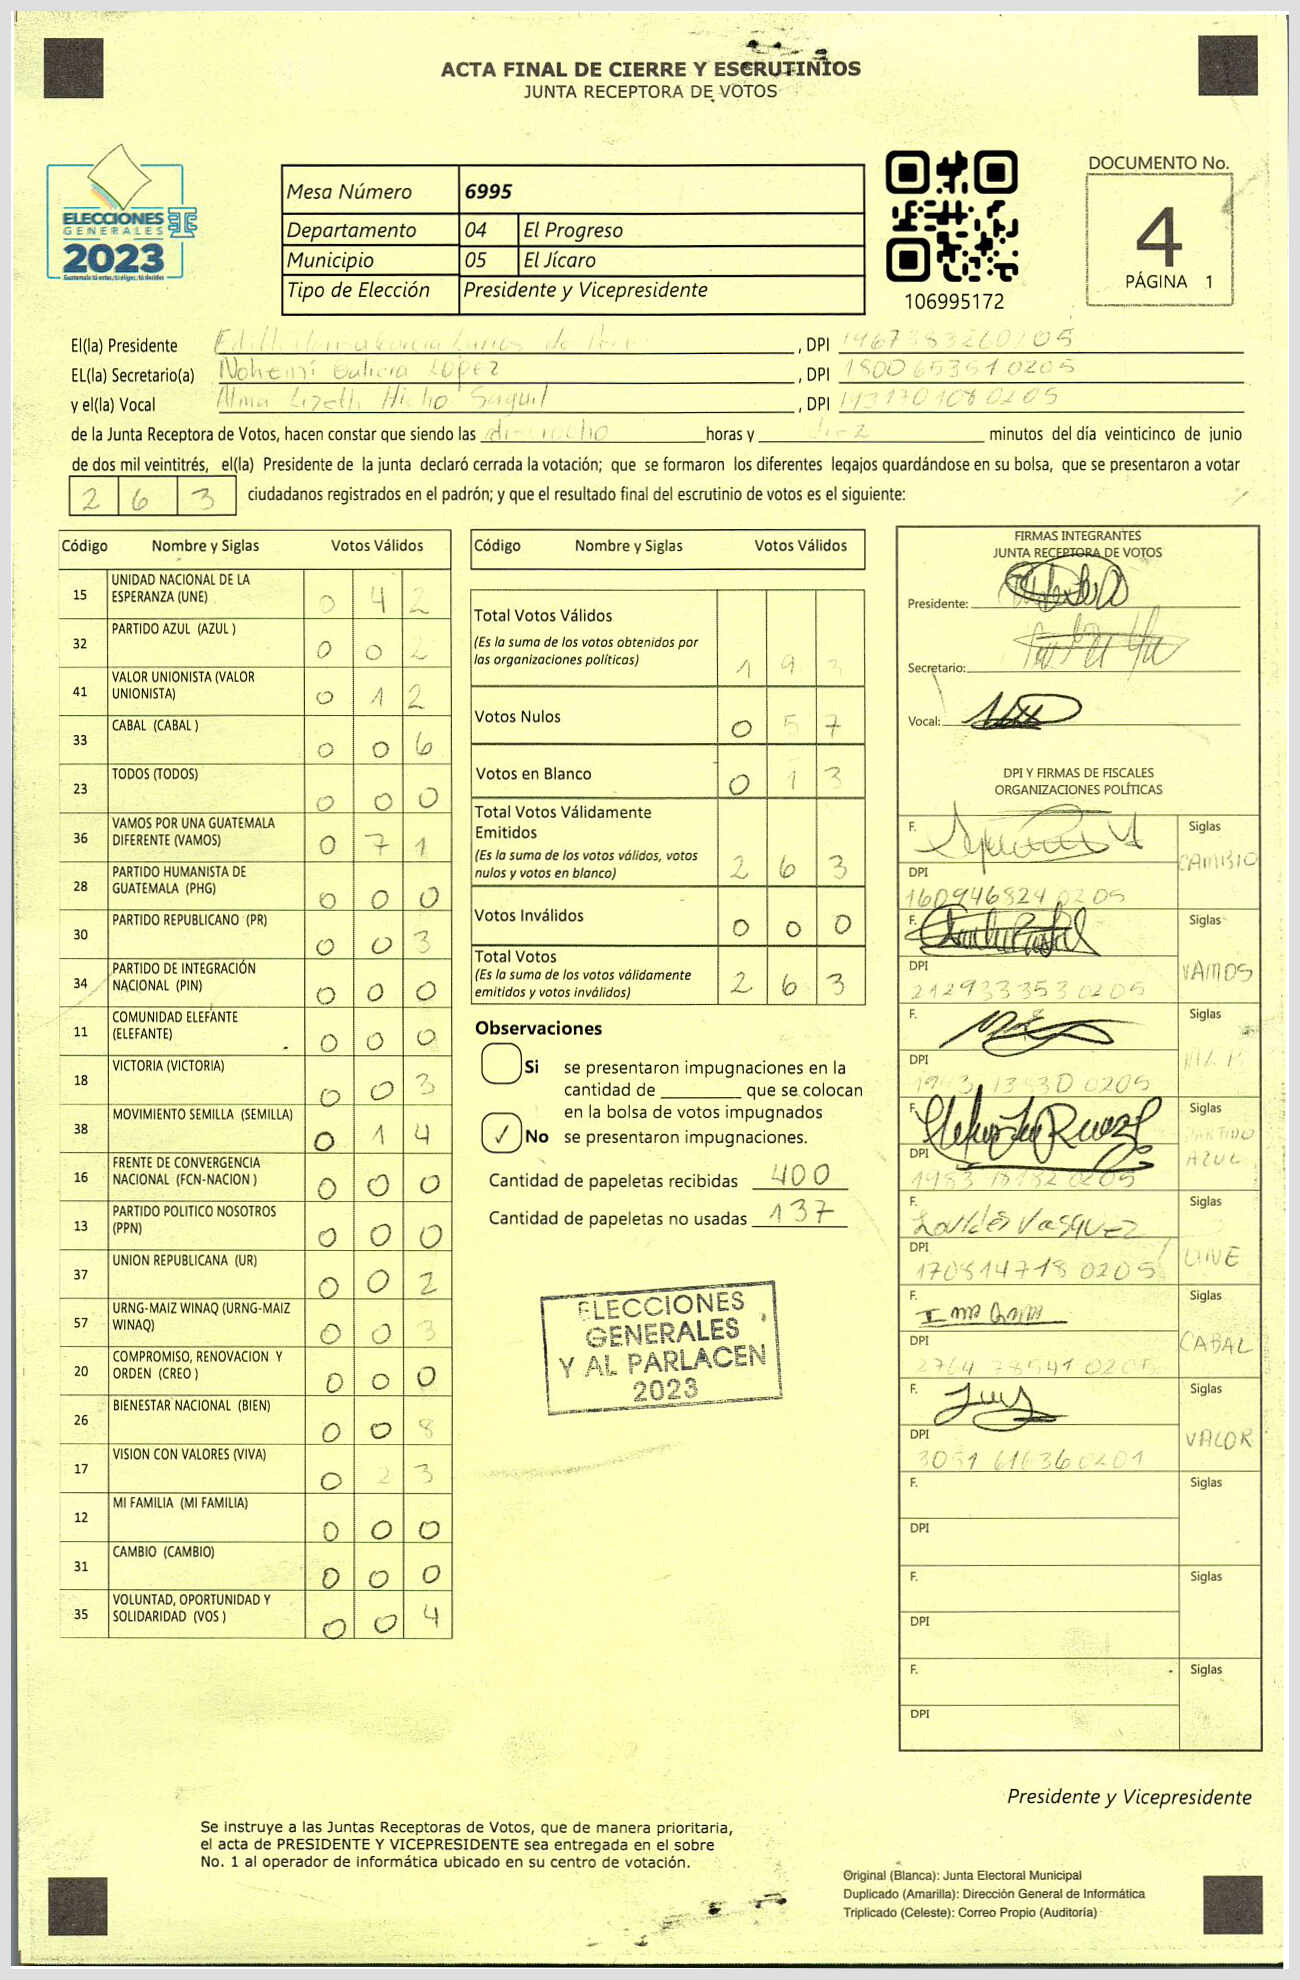 ACTA FINAL DE CIERRE Y ESCRUTINIOS
JUNTA RECEPTORA DE VOTOS
ELECCIONES
GENERALES
2023
Mesa Número 6995
Departamento 04 El Progreso
Municipio 05 El Jícaro
Tipo de Elección Presidente y Vicepresidente
106995172
DOCUMENTO No.
4
PÁGINA 1
El(la) Presidente , DPI
EL(la) Secretario(a) Nohemí Galicia López , DPI 1800 65351 0205
y el(la) Vocal Alma Lizeth Hicho Saguil , DPI
de la Junta Receptora de Votos, hacen constar que siendo las dieciocho horas y diez minutos del día veinticinco de junio
de dos mil veintitrés, el(la) Presidente de la junta declaró cerrada la votación; que se formaron los diferentes legajos guardándose en su bolsa, que se presentaron a votar
2 6 3 ciudadanos registrados en el padrón; y que el resultado final del escrutinio de votos es el siguiente:
Código Nombre y Siglas Votos Válidos
15 UNIDAD NACIONAL DE LA ESPERANZA (UNE) 0 4 2
32 PARTIDO AZUL (AZUL ) 0 0 2
41 VALOR UNIONISTA (VALOR UNIONISTA) 0 1 2
33 CABAL (CABAL ) 0 0 6
23 TODOS (TODOS) 0 0 0
36 VAMOS POR UNA GUATEMALA DIFERENTE (VAMOS) 0 7 1
28 PARTIDO HUMANISTA DE GUATEMALA (PHG) 0 0 0
30 PARTIDO REPUBLICANO (PR) 0 0 3
34 PARTIDO DE INTEGRACIÓN NACIONAL (PIN) 0 0 0
11 COMUNIDAD ELEFANTE (ELEFANTE) 0 0 0
18 VICTORIA (VICTORIA) 0 0 3
38 MOVIMIENTO SEMILLA (SEMILLA) 0 1 4
16 FRENTE DE CONVERGENCIA NACIONAL (FCN-NACION ) 0 0 0
13 PARTIDO POLITICO NOSOTROS (PPN) 0 0 0
37 UNION REPUBLICANA (UR) 0 0 2
57 URNG-MAIZ WINAQ (URNG-MAIZ WINAQ) 0 0 3
20 COMPROMISO, RENOVACION Y ORDEN (CREO ) 0 0 0
26 BIENESTAR NACIONAL (BIEN) 0 0 8
17 VISION CON VALORES (VIVA) 0 2 3
12 MI FAMILIA (MI FAMILIA) 0 0 0
31 CAMBIO (CAMBIO) 0 0 0
35 VOLUNTAD, OPORTUNIDAD Y SOLIDARIDAD (VOS ) 0 0 4
Código Nombre y Siglas Votos Válidos
Total Votos Válidos
(Es la suma de los votos obtenidos por
las organizaciones políticas) 1 9 3
Votos Nulos 0 5 7
Votos en Blanco 0 1 3
Total Votos Válidamente
Emitidos
(Es la suma de los votos válidos, votos
nulos y votos en blanco) 2 6 3
Votos Inválidos 0 0 0
Total Votos
(Es la suma de los votos válidamente
emitidos y votos inválidos) 2 6 3
Observaciones
Si se presentaron impugnaciones en la
cantidad de ________ que se colocan
en la bolsa de votos impugnados
✓ No se presentaron impugnaciones.
Cantidad de papeletas recibidas 400
Cantidad de papeletas no usadas 137
ELECCIONES
GENERALES
Y AL PARLACEN
2023
FIRMAS INTEGRANTES
JUNTA RECEPTORA DE VOTOS
Presidente:
Secretario:
Vocal:
DPI Y FIRMAS DE FISCALES
ORGANIZACIONES POLÍTICAS
F. Siglas
CAMBIO
DPI
160946824 0205
F. Siglas
VAMOS
DPI
212933353 0205
F. Siglas
DPI
F. Siglas
PARTIDO
AZUL
DPI
F. Lourdes Vasquez Siglas
UNE
DPI
170814718 0205
F. Siglas
CABAL
DPI
2764 78541 0205
F. Luis Siglas
VALOR
DPI
3051 61636 0201
F. Siglas
DPI
F. Siglas
DPI
F. Siglas
DPI
Presidente y Vicepresidente
Se instruye a las Juntas Receptoras de Votos, que de manera prioritaria,
el acta de PRESIDENTE Y VICEPRESIDENTE sea entregada en el sobre
No. 1 al operador de informática ubicado en su centro de votación.
Original (Blanca): Junta Electoral Municipal
Duplicado (Amarilla): Dirección General de Informática
Triplicado (Celeste): Correo Propio (Auditoría)